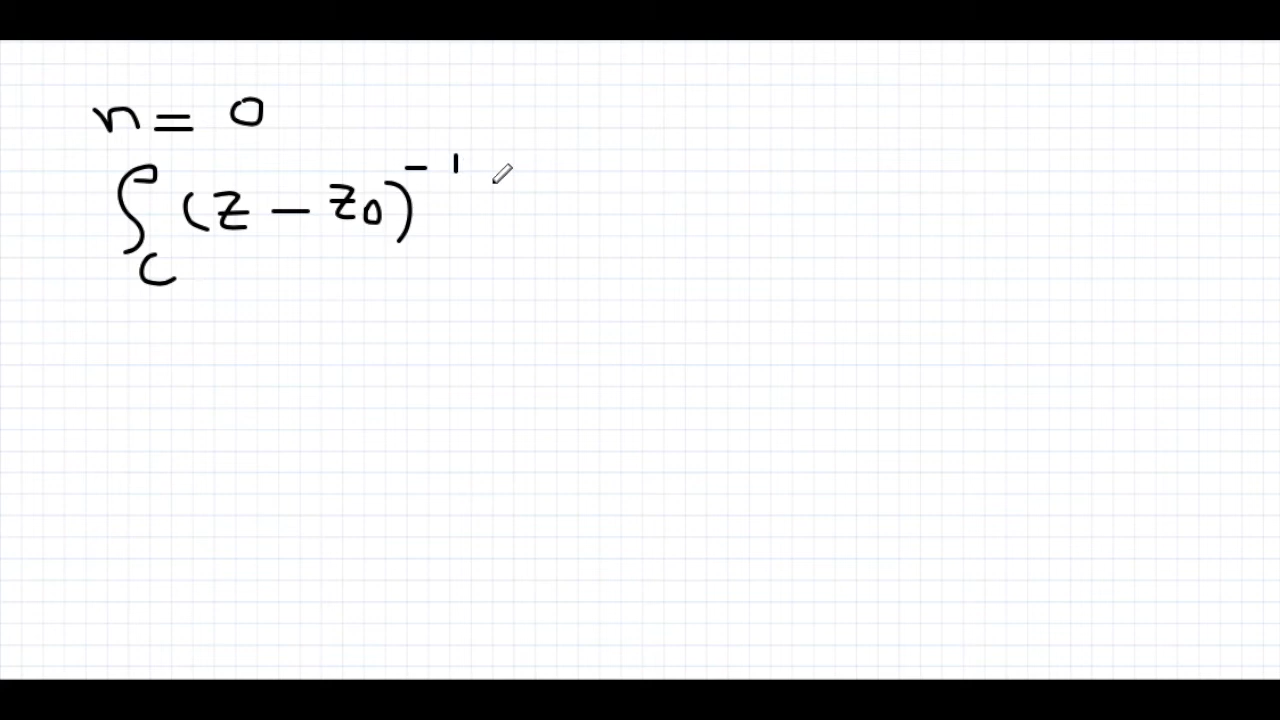 n = 0
∫_C (z - z₀)⁻¹